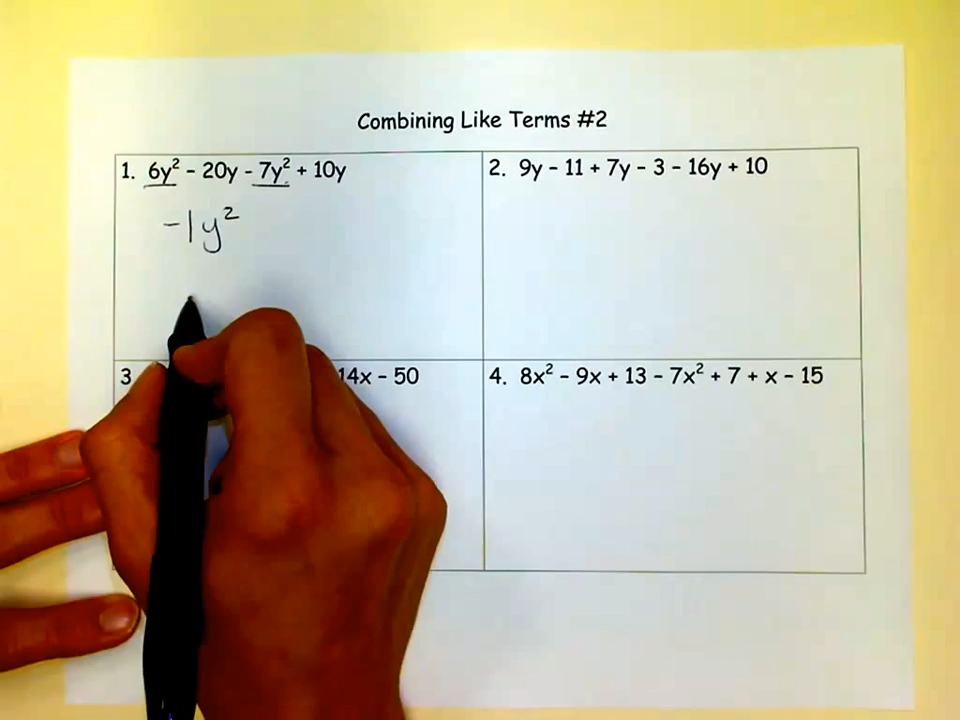 Combining Like Terms #2
1. 6y² - 20y - 7y² + 10y
2. 9y - 11 + 7y - 3 - 16y + 10
-1y²
3
14x - 50
4. 8x² - 9x + 13 - 7x² + 7 + x - 15